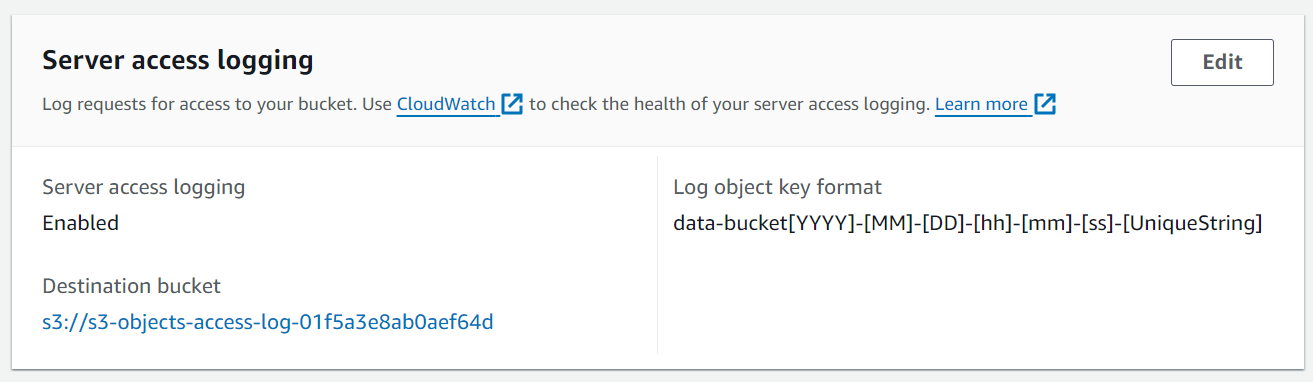 Server access logging
Edit
Log requests for access to your bucket. Use CloudWatch to check the health of your server access logging. Learn more
Server access logging
Enabled
Destination bucket
s3://s3-objects-access-log-01f5a3e8ab0aef64d
Log object key format
data-bucket[YYYY]-[MM]-[DD]-[hh]-[mm]-[ss]-[UniqueString]